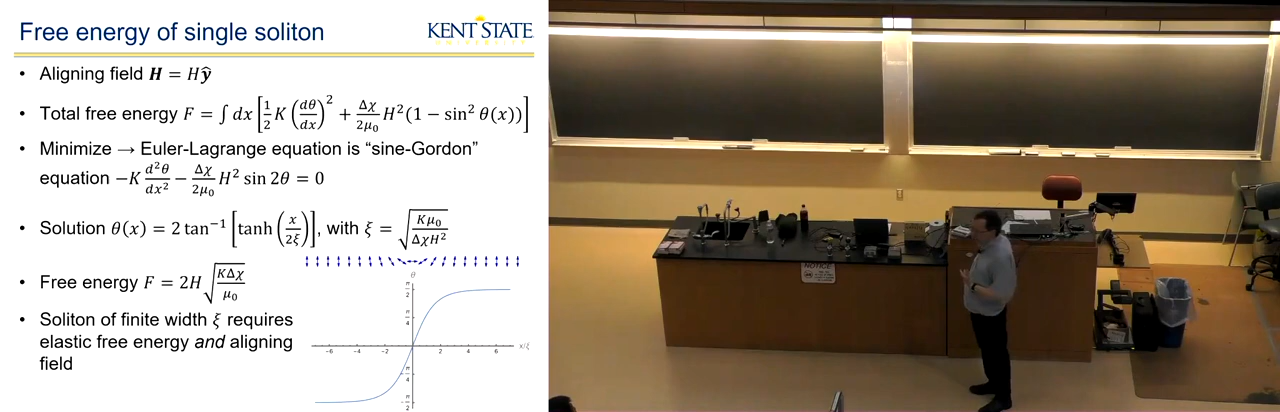 Free energy of single soliton
KENT STATE
UNIVERSITY
• Aligning field 𝑯 = 𝐻ŷ
• Total free energy 𝐹 = ∫ 𝑑𝑥 [½ 𝐾 (𝑑𝜃/𝑑𝑥)² + Δ𝜒/2𝜇₀ 𝐻²(1 − sin² 𝜃(𝑥))]
• Minimize → Euler-Lagrange equation is “sine-Gordon”
equation −𝐾 𝑑²𝜃/𝑑𝑥² − Δ𝜒/2𝜇₀ 𝐻² sin 2𝜃 = 0
• Solution 𝜃(𝑥) = 2 tan⁻¹ [tanh (𝑥/2𝜉)], with 𝜉 = √(𝐾𝜇₀/Δ𝜒𝐻²)
• Free energy 𝐹 = 2𝐻 √(𝐾Δ𝜒/𝜇₀)
• Soliton of finite width 𝜉 requires
elastic free energy and aligning
field
θ
π/2
π/4
-6 -4 -2 2 4 6 x/ξ
-π/4
-π/2
NOTICE